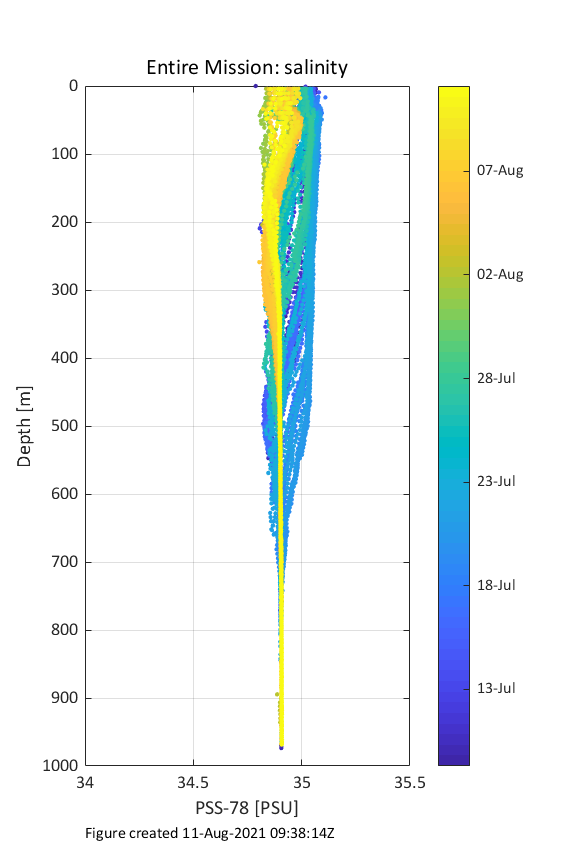 Entire Mission: salinity
0
100
200
300
400
500
600
700
800
900
1000
Depth [m]
34
34.5
35
35.5
PSS-78 [PSU]
07-Aug
02-Aug
28-Jul
23-Jul
18-Jul
13-Jul
Figure created 11-Aug-2021 09:38:14Z